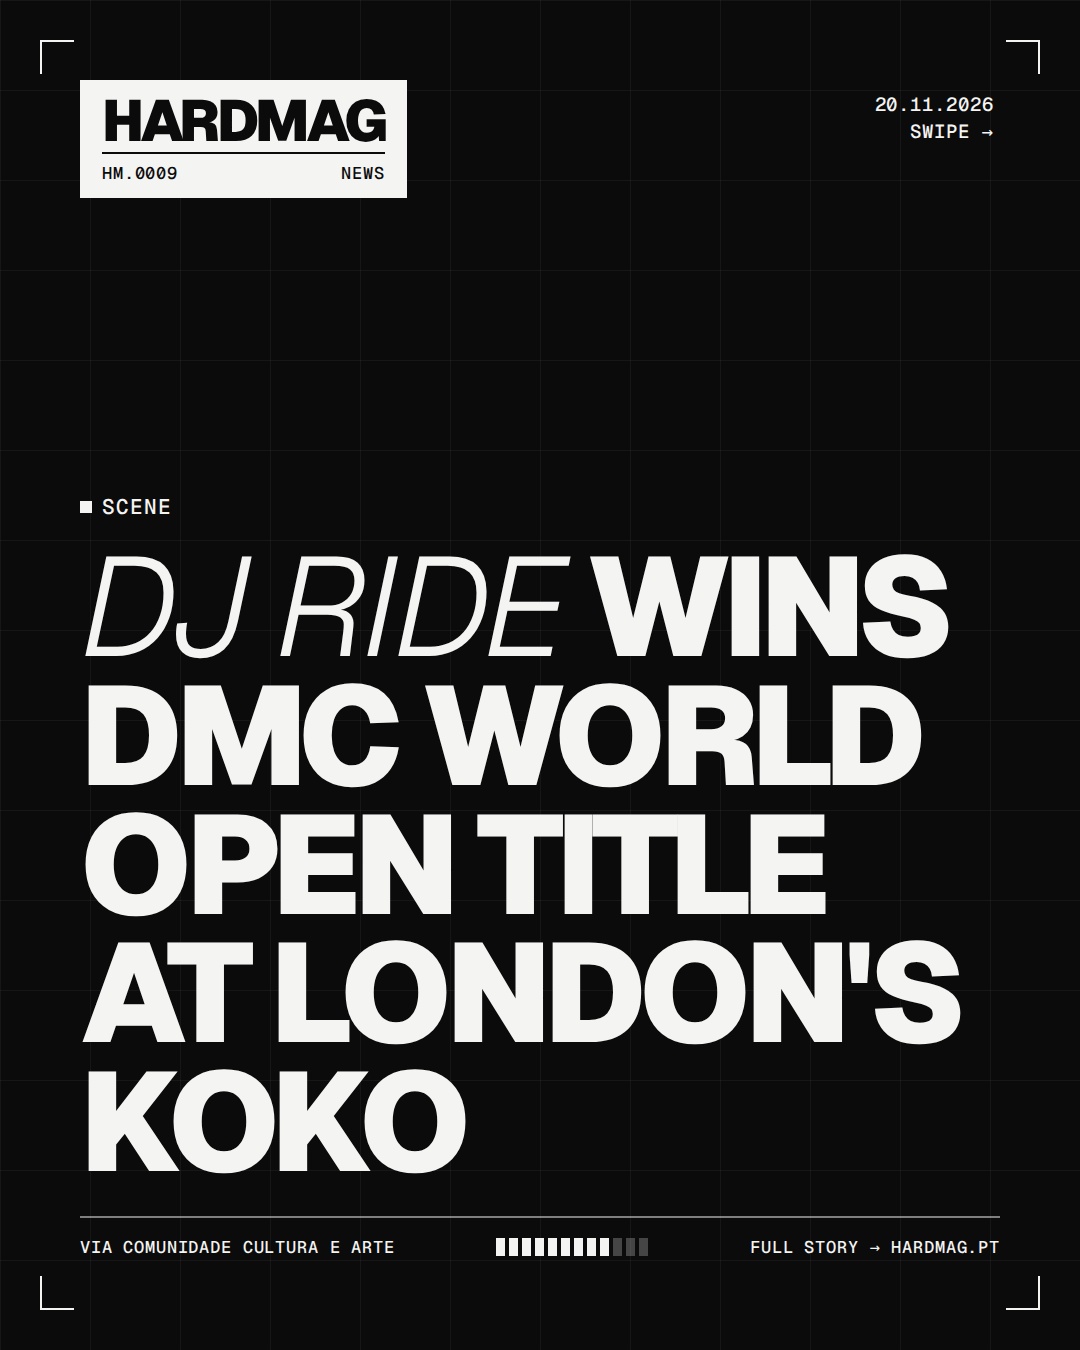 HARDMAG
HM.0009 NEWS
20.11.2026
SWIPE →
SCENE
DJ RIDE WINS
DMC WORLD
OPEN TITLE
AT LONDON'S
KOKO
VIA COMUNIDADE CULTURA E ARTE
FULL STORY → HARDMAG.PT